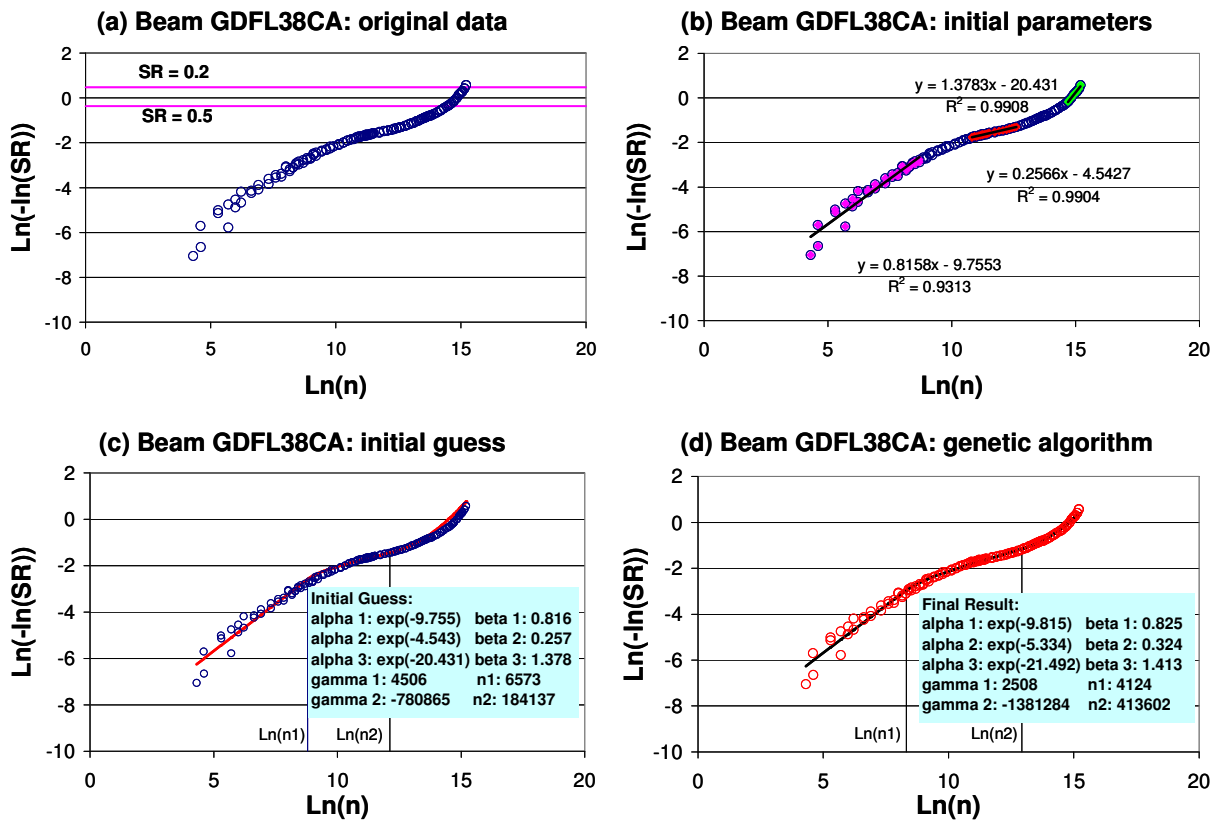 (a) Beam GDFL38CA: original data
2
0
-2
-4
-6
-8
-10
SR = 0.2
SR = 0.5
Ln(-ln(SR))
0 5 10 15 20
Ln(n)
(b) Beam GDFL38CA: initial parameters
2
0
-2
-4
-6
-8
-10
y = 1.3783x - 20.431
R² = 0.9908
y = 0.2566x - 4.5427
R² = 0.9904
y = 0.8158x - 9.7553
R² = 0.9313
Ln(-ln(SR))
0 5 10 15 20
Ln(n)
(c) Beam GDFL38CA: initial guess
2
0
-2
-4
-6
-8
-10
Ln(-ln(SR))
Initial Guess:
alpha 1: exp(-9.755) beta 1: 0.816
alpha 2: exp(-4.543) beta 2: 0.257
alpha 3: exp(-20.431) beta 3: 1.378
gamma 1: 4506 n1: 6573
gamma 2: -780865 n2: 184137
Ln(n1) Ln(n2)
0 5 10 15 20
Ln(n)
(d) Beam GDFL38CA: genetic algorithm
2
0
-2
-4
-6
-8
-10
Ln(-ln(SR))
Final Result:
alpha 1: exp(-9.815) beta 1: 0.825
alpha 2: exp(-5.334) beta 2: 0.324
alpha 3: exp(-21.492) beta 3: 1.413
gamma 1: 2508 n1: 4124
gamma 2: -1381284 n2: 413602
Ln(n1) Ln(n2)
0 5 10 15 20
Ln(n)